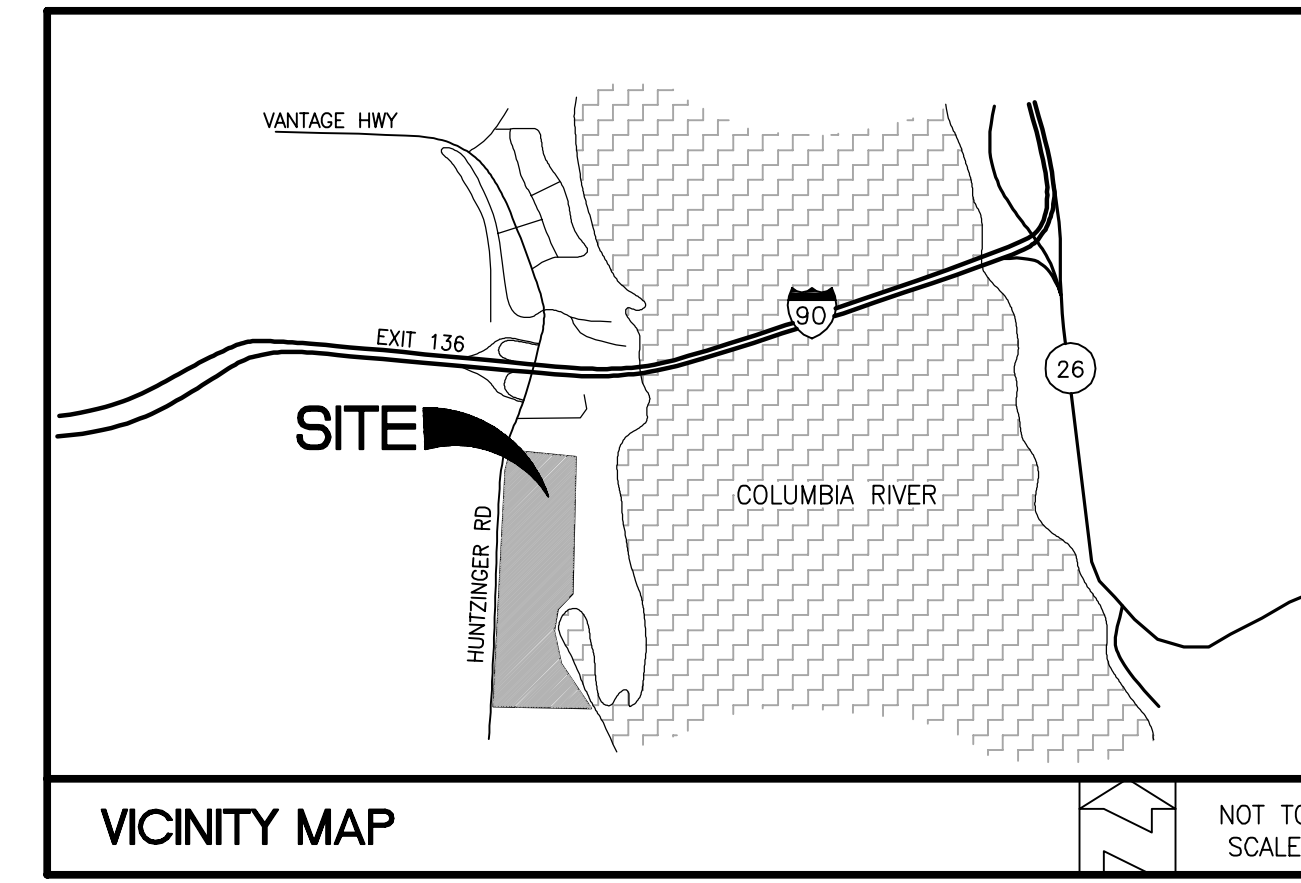 VANTAGE HWY
EXIT 136
90
26
SITE
COLUMBIA RIVER
HUNTZINGER RD
VICINITY MAP
NOT TO
SCALE